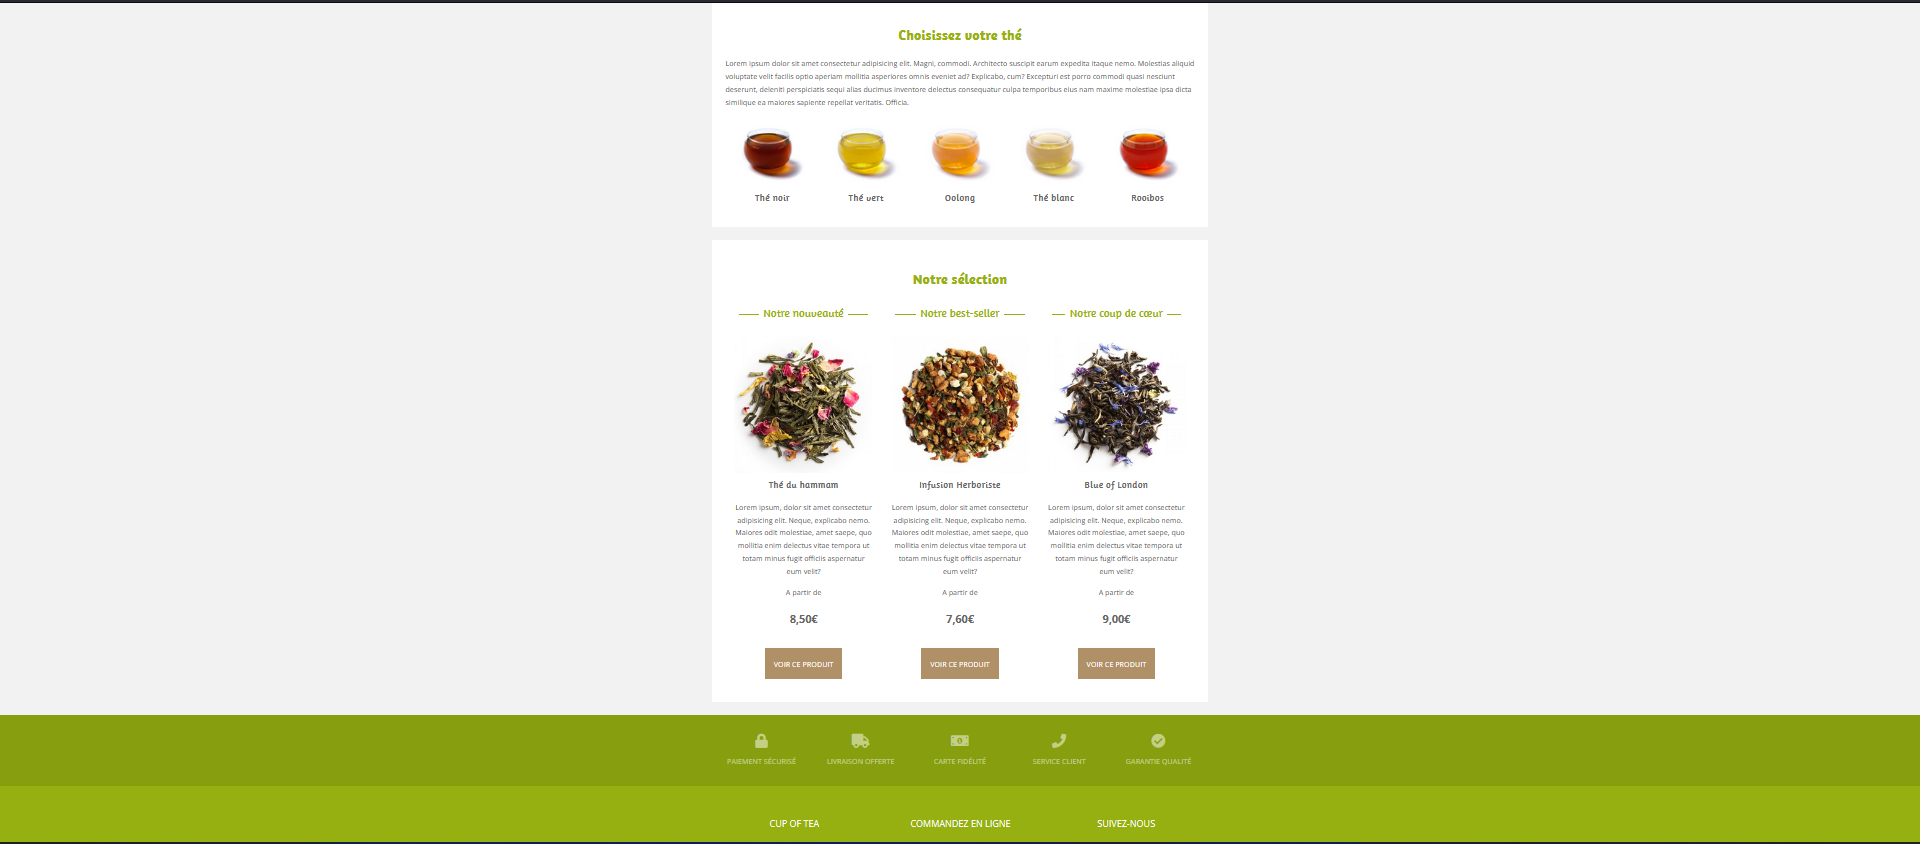 Choisissez votre thé
Lorem ipsum dolor sit amet consectetur adipisicing elit. Magni, commodi. Architecto suscipit earum expedita itaque nemo. Molestias aliquid
voluptate velit facilis optio aperiam mollitia asperiores omnis eveniet ad? Explicabo, cum? Excepturi est porro commodi quasi nesciunt
deserunt, deleniti perspiciatis sequi alias ducimus inventore delectus consequatur culpa temporibus eius nam maxime molestiae ipsa dicta
similique ea maiores sapiente repellat veritatis. Officia.
Thé noir
Thé vert
Oolong
Thé blanc
Rooibos
Notre sélection
Notre nouveauté
Thé du hammam
Lorem ipsum, dolor sit amet consectetur
adipisicing elit. Neque, explicabo nemo.
Maiores odit molestiae, amet saepe, quo
mollitia enim delectus vitae tempora ut
totam minus fugit officiis aspernatur
eum velit?
A partir de
8,50€
VOIR CE PRODUIT
Notre best-seller
Infusion Herboriste
Lorem ipsum, dolor sit amet consectetur
adipisicing elit. Neque, explicabo nemo.
Maiores odit molestiae, amet saepe, quo
mollitia enim delectus vitae tempora ut
totam minus fugit officiis aspernatur
eum velit?
A partir de
7,60€
VOIR CE PRODUIT
Notre coup de cœur
Blue of London
Lorem ipsum, dolor sit amet consectetur
adipisicing elit. Neque, explicabo nemo.
Maiores odit molestiae, amet saepe, quo
mollitia enim delectus vitae tempora ut
totam minus fugit officiis aspernatur
eum velit?
A partir de
9,00€
VOIR CE PRODUIT
PAIEMENT SÉCURISÉ
LIVRAISON OFFERTE
CARTE FIDÉLITÉ
SERVICE CLIENT
GARANTIE QUALITÉ
CUP OF TEA
COMMANDEZ EN LIGNE
SUIVEZ-NOUS